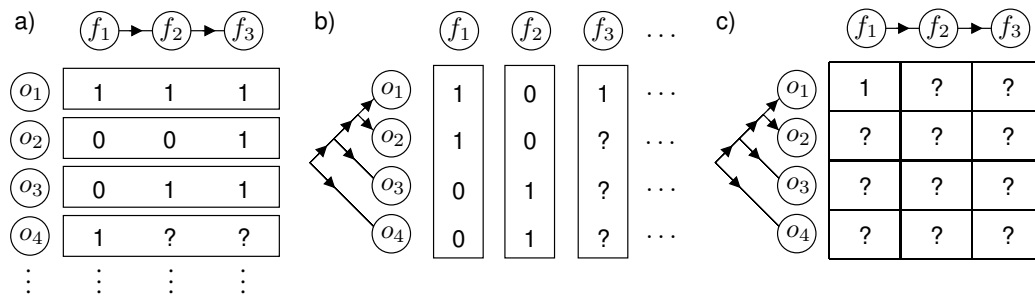 a) f1 f2 f3 b) f1 f2 f3 ... c) f1 f2 f3
o1 1 1 1 o1 1 0 1 ... o1 1 ? ?
o2 0 0 1 o2 1 0 ? ... o2 ? ? ?
o3 0 1 1 o3 0 1 ? ... o3 ? ? ?
o4 1 ? ? o4 0 1 ? ... o4 ? ? ?
⋮ ⋮ ⋮ ⋮